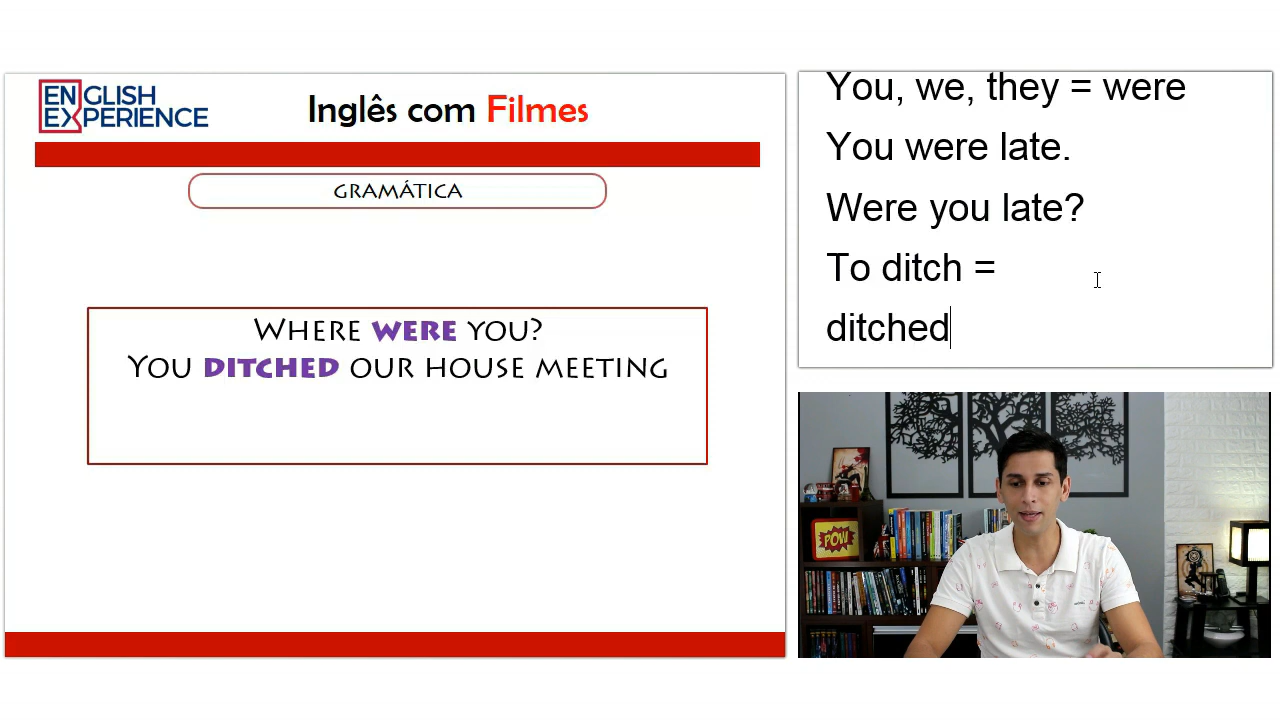 ENGLISH
EXPERIENCE
Inglês com Filmes
GRAMÁTICA
WHERE WERE YOU?
YOU DITCHED OUR HOUSE MEETING
You, we, they = were
You were late.
Were you late?
To ditch =
ditched
POW